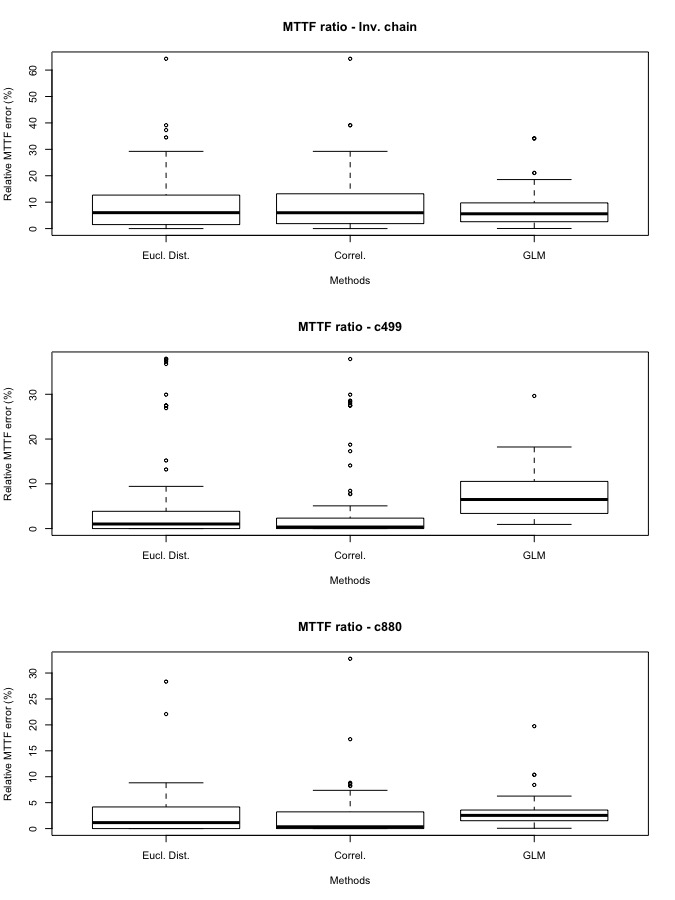 MTTF ratio - Inv. chain
Relative MTTF error (%)
60
50
40
30
20
10
0
Eucl. Dist. Correl. GLM
Methods
MTTF ratio - c499
Relative MTTF error (%)
30
20
10
0
Eucl. Dist. Correl. GLM
Methods
MTTF ratio - c880
Relative MTTF error (%)
30
25
20
15
10
5
0
Eucl. Dist. Correl. GLM
Methods